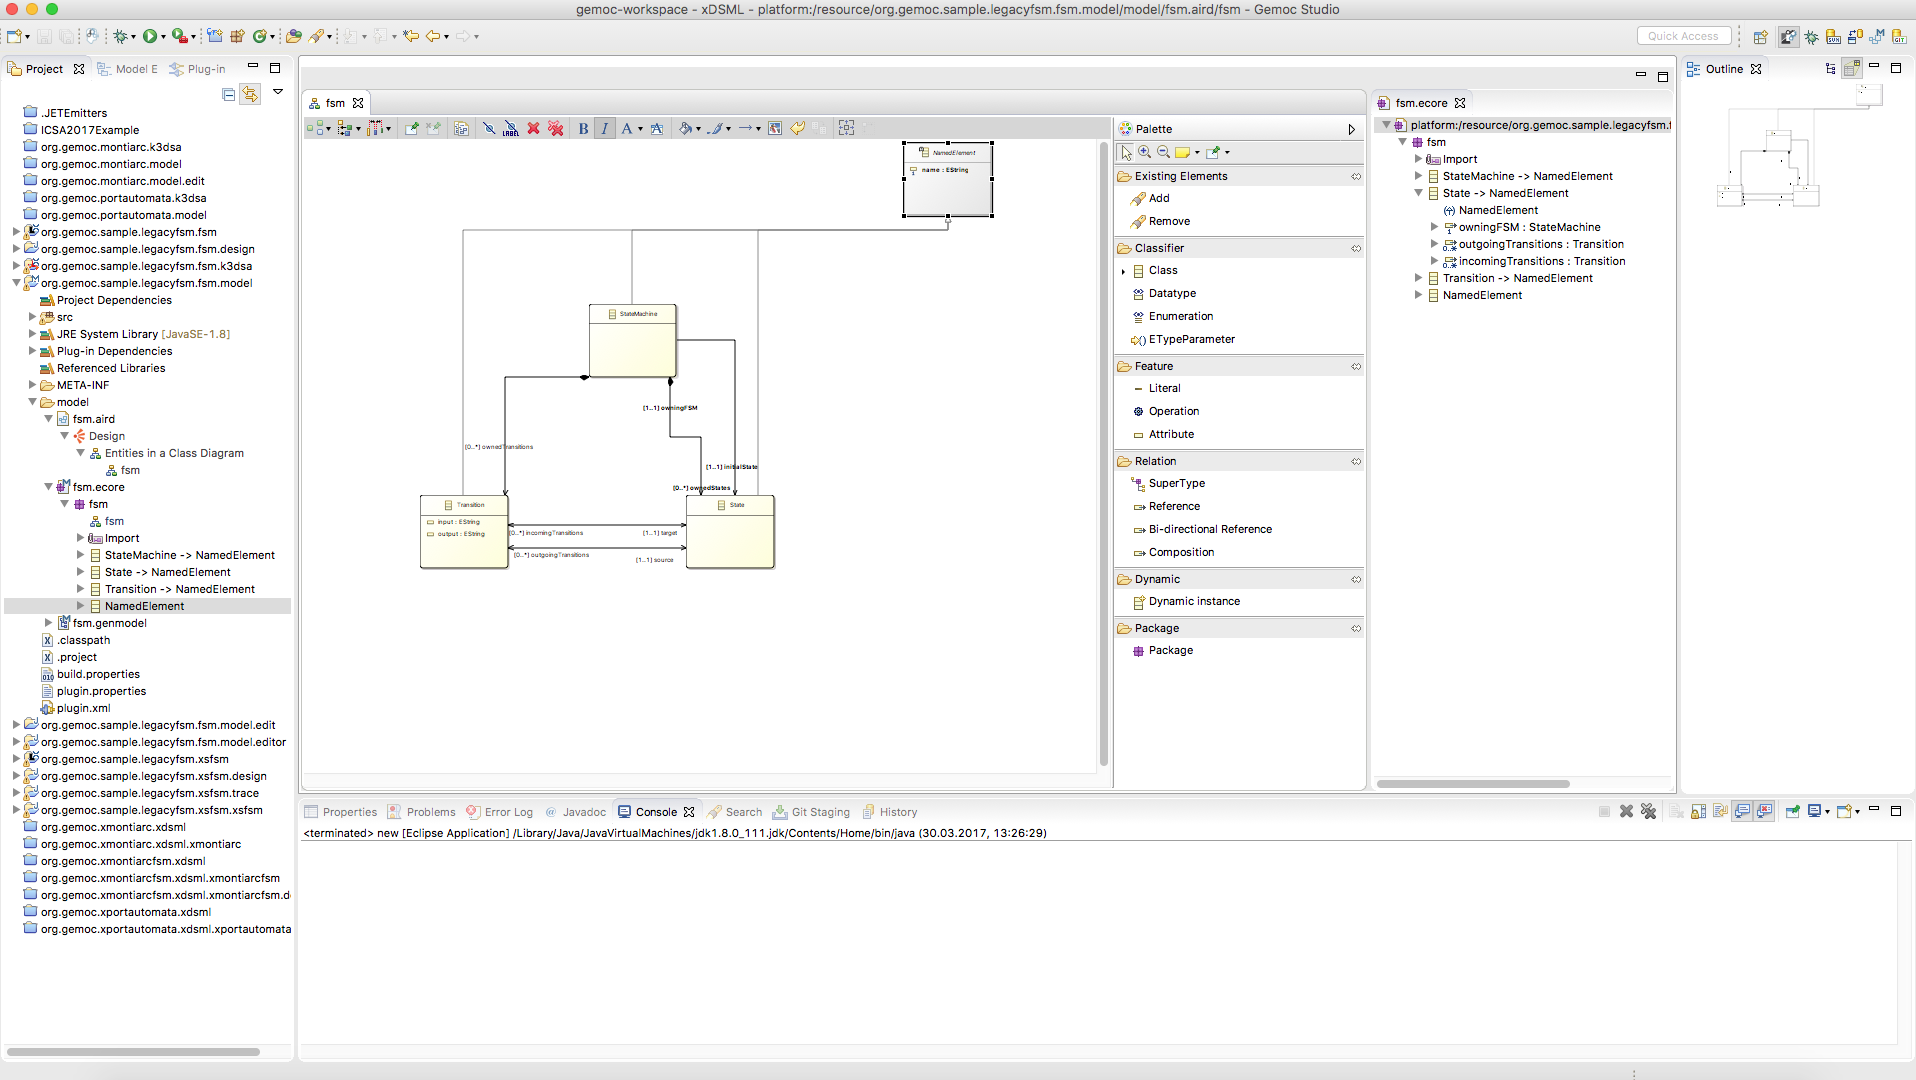 gemoc-workspace - xDSML - platform:/resource/org.gemoc.sample.legacyfsm.fsm.model/model/fsm.aird/fsm - Gemoc Studio
Quick Access
Project
Model E
Plug-in
.JETEmitters
ICSA2017Example
org.gemoc.montiarc.k3dsa
org.gemoc.montiarc.model
org.gemoc.montiarc.model.edit
org.gemoc.portautomata.k3dsa
org.gemoc.portautomata.model
org.gemoc.sample.legacyfsm.fsm
org.gemoc.sample.legacyfsm.fsm.design
org.gemoc.sample.legacyfsm.fsm.k3dsa
org.gemoc.sample.legacyfsm.fsm.model
Project Dependencies
src
JRE System Library [JavaSE-1.8]
Plug-in Dependencies
Referenced Libraries
META-INF
model
fsm.aird
Design
Entities in a Class Diagram
fsm
fsm.ecore
fsm
fsm
Import
StateMachine -> NamedElement
State -> NamedElement
Transition -> NamedElement
NamedElement
fsm.genmodel
.classpath
.project
build.properties
plugin.properties
plugin.xml
org.gemoc.sample.legacyfsm.fsm.model.edit
org.gemoc.sample.legacyfsm.fsm.model.editor
org.gemoc.sample.legacyfsm.xsfsm
org.gemoc.sample.legacyfsm.xsfsm.design
org.gemoc.sample.legacyfsm.xsfsm.trace
org.gemoc.sample.legacyfsm.xsfsm.xsfsm
org.gemoc.xmontiarc.xdsml
org.gemoc.xmontiarc.xdsml.xmontiarc
org.gemoc.xmontiarcfsm.xdsml
org.gemoc.xmontiarcfsm.xdsml.xmontiarcfsm
org.gemoc.xmontiarcfsm.xdsml.xmontiarcfsm.d
org.gemoc.xportautomata.xdsml
org.gemoc.xportautomata.xdsml.xportautomata
fsm
LABEL
B
I
A
NamedElement
name : EString
StateMachine
[1..1] owningFSM
[0..*] ownedTransitions
[1..1] initialState
[0..*] ownedStates
Transition
input : EString
output : EString
State
[0..*] incomingTransitions
[1..1] target
[0..*] outgoingTransitions
[1..1] source
Palette
Existing Elements
Add
Remove
Classifier
Class
Datatype
Enumeration
ETypeParameter
Feature
Literal
Operation
Attribute
Relation
SuperType
Reference
Bi-directional Reference
Composition
Dynamic
Dynamic instance
Package
Package
fsm.ecore
platform:/resource/org.gemoc.sample.legacyfsm.f
fsm
Import
StateMachine -> NamedElement
State -> NamedElement
NamedElement
owningFSM : StateMachine
outgoingTransitions : Transition
incomingTransitions : Transition
Transition -> NamedElement
NamedElement
Outline
Properties
Problems
Error Log
Javadoc
Console
Search
Git Staging
History
<terminated> new [Eclipse Application] /Library/Java/JavaVirtualMachines/jdk1.8.0_111.jdk/Contents/Home/bin/java (30.03.2017, 13:26:29)